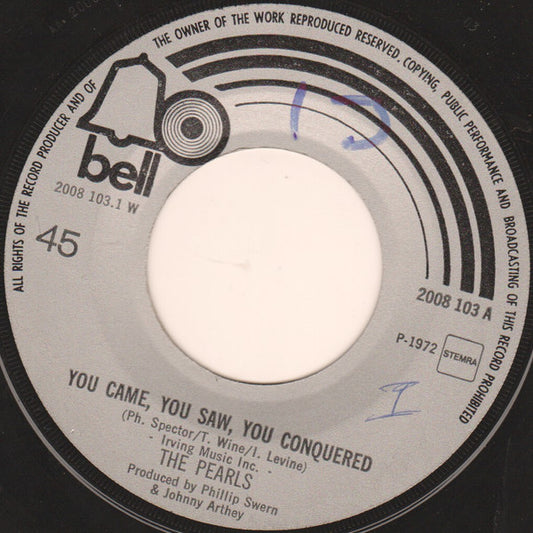 ALL RIGHTS OF THE RECORD PRODUCER AND OF THE OWNER OF THE WORK REPRODUCED RESERVED. COPYING, PUBLIC PERFORMANCE AND BROADCASTING OF THIS RECORD PROHIBITED
bell
2008 103.1 W
45
2008 103 A
P-1972 STEMRA
I
YOU CAME, YOU SAW, YOU CONQUERED
(Ph. Spector/T. Wine/I. Levine)
- Irving Music Inc. -
THE PEARLS
Produced by Phillip Swern
& Johnny Arthey